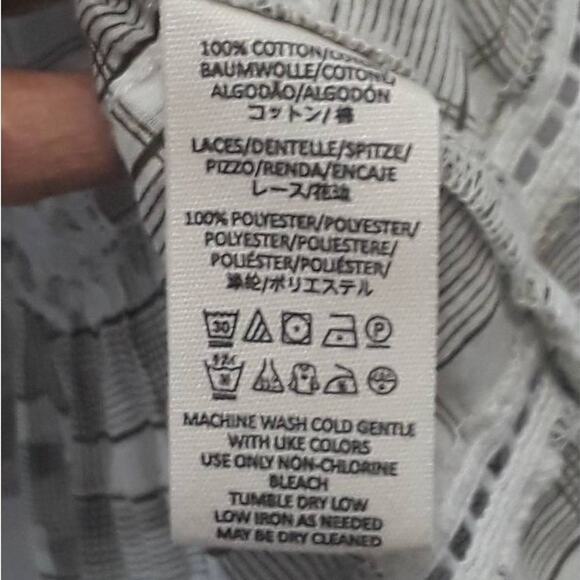 100% COTTON/
BAUMWOLLE/COTONE/
ALGODÃO/ALGODÓN
コットン/棉
LACES/DENTELLE/SPITZE/
PIZZO/RENDA/ENCAJE
レース/花边
100% POLYESTER/POLYESTER/
POLYESTER/POLIESTERE/
POLIÉSTER/POLIÉSTER/
涤纶/ポリエステル
30 P
MACHINE WASH COLD GENTLE
WITH LIKE COLORS
USE ONLY NON-CHLORINE
BLEACH
TUMBLE DRY LOW
LOW IRON AS NEEDED
MAY BE DRY CLEANED